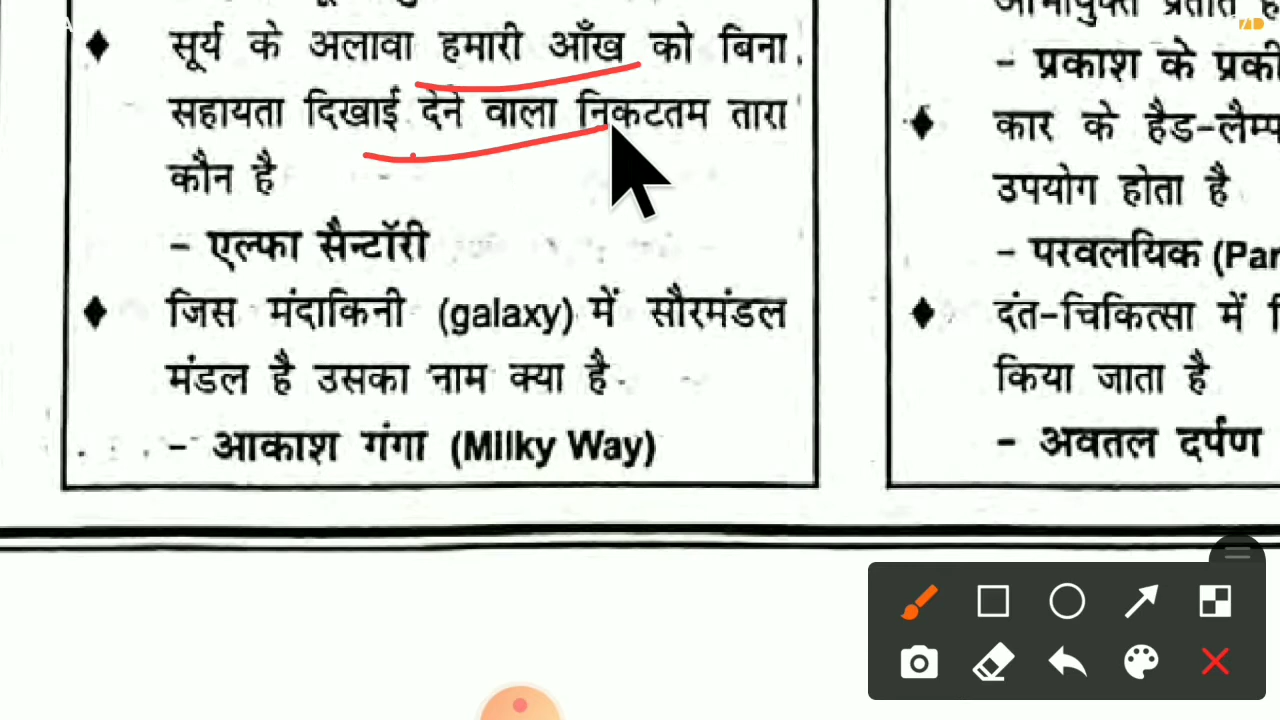 ♦ सूर्य के अलावा हमारी आँख को बिना
सहायता दिखाई देने वाला निकटतम तारा
कौन है
- एल्फा सैन्टॉरी
♦ जिस मंदाकिनी (galaxy) में सौरमंडल
मंडल है उसका नाम क्या है
- आकाश गंगा (Milky Way)
- प्रकाश के
♦ कार के हैड-लैम्प
उपयोग होता है
- परवलयिक (Par
♦ दंत-चिकित्सा में
किया जाता है
- अवतल दर्पण